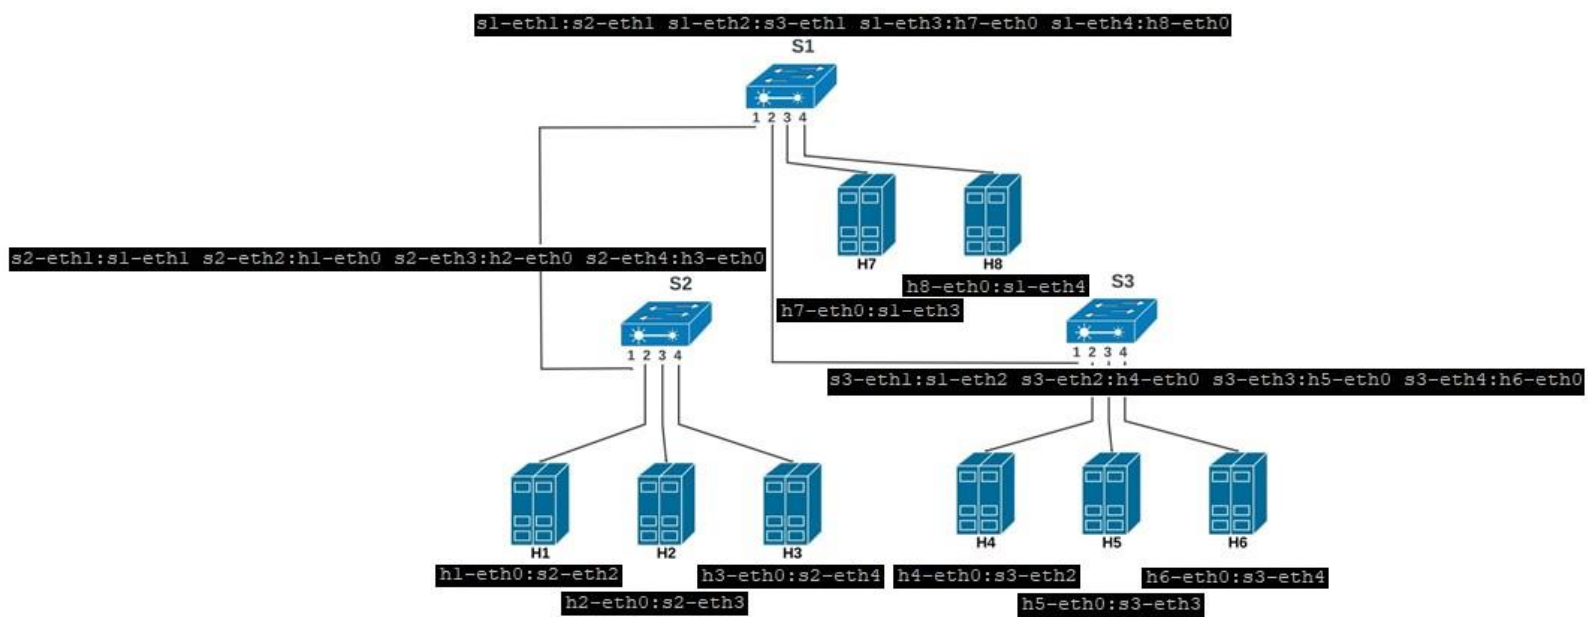 s1-eth1:s2-eth1 s1-eth2:s3-eth1 s1-eth3:h7-eth0 s1-eth4:h8-eth0
S1
1 2 3 4
H7
H8
s2-eth1:s1-eth1 s2-eth2:h1-eth0 s2-eth3:h2-eth0 s2-eth4:h3-eth0
S2
h8-eth0:s1-eth4
S3
h7-eth0:s1-eth3
1 2 3 4
1 2 3 4
s3-eth1:s1-eth2 s3-eth2:h4-eth0 s3-eth3:h5-eth0 s3-eth4:h6-eth0
H1
H2
H3
H4
H5
H6
h1-eth0:s2-eth2
h3-eth0:s2-eth4
h4-eth0:s3-eth2
h6-eth0:s3-eth4
h2-eth0:s2-eth3
h5-eth0:s3-eth3